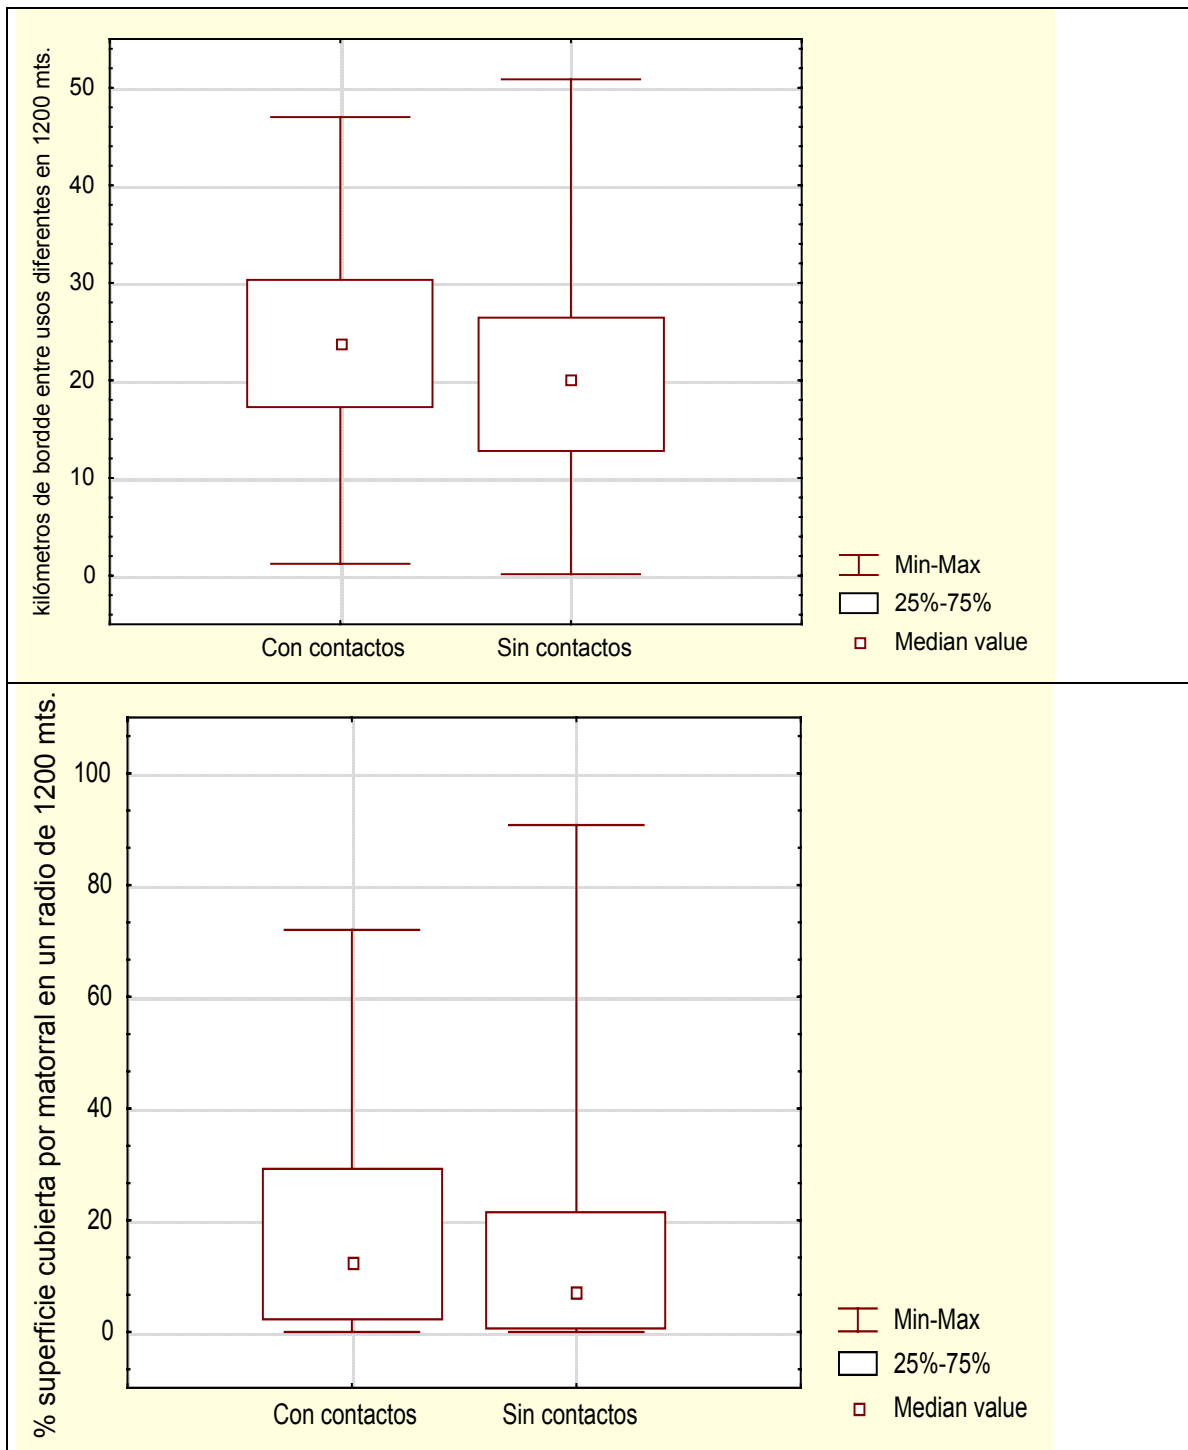 kilómetros de bordde entre usos diferentes en 1200 mts.
50
40
30
20
10
0
Con contactos
Sin contactos
Min-Max
25%-75%
Median value
% superficie cubierta por matorral en un radio de 1200 mts.
100
80
60
40
20
0
Con contactos
Sin contactos
Min-Max
25%-75%
Median value